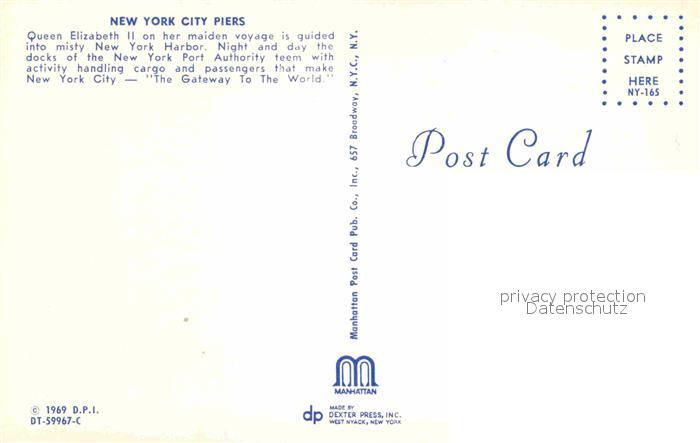 NEW YORK CITY PIERS
Queen Elizabeth II on her maiden voyage is guided
into misty New York Harbor. Night and day the
docks of the New York Port Authority teem with
activity handling cargo and passengers that make
New York City — "The Gateway To The World."
Manhattan Post Card Pub. Co., Inc., 657 Broadway, N.Y.C., N.Y.
PLACE
STAMP
HERE
NY-165
Post Card
privacy protection
Datenschutz
MANHATTAN
© 1969 D.P.I.
DT-59967-C
dp
MADE BY
DEXTER PRESS, INC.
WEST NYACK, NEW YORK